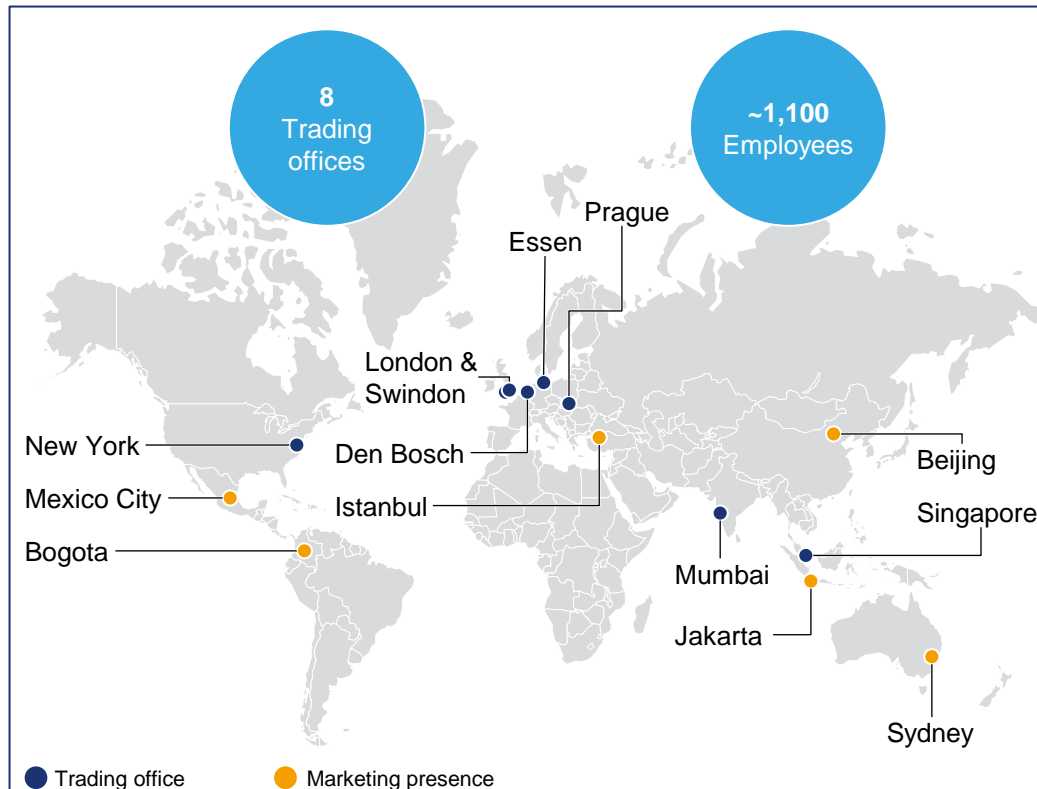 8
Trading
offices
~1,100
Employees
Prague
Essen
London &
Swindon
New York
Den Bosch
Beijing
Mexico City
Istanbul
Singapore
Bogota
Mumbai
Jakarta
Sydney
Trading office
Marketing presence